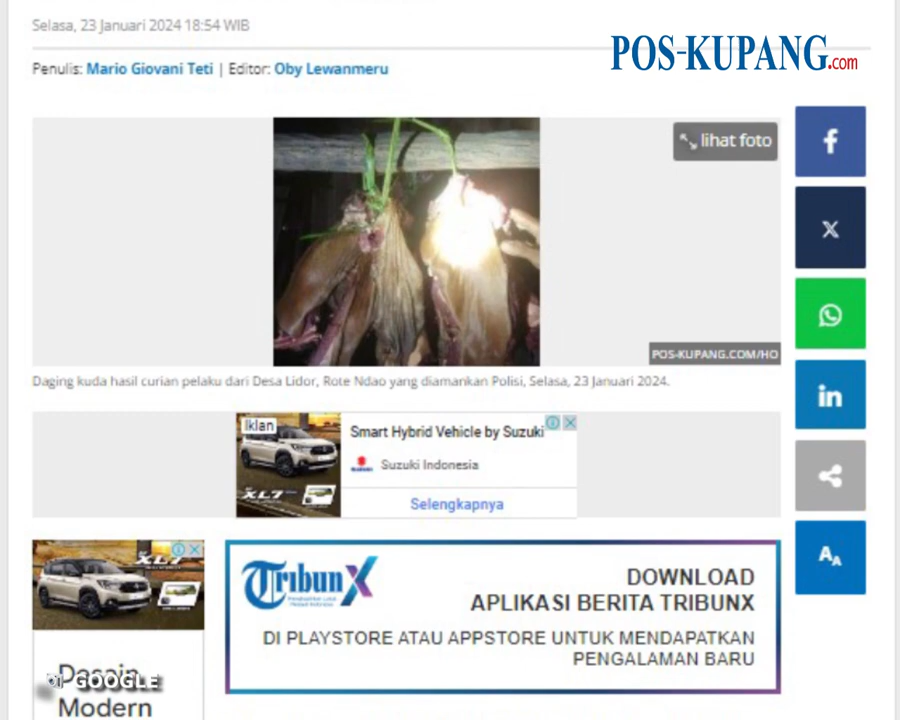 Selasa, 23 Januari 2024 18:54 WIB
POS-KUPANG.com
Penulis: Mario Giovani Teti | Editor: Oby Lewanmeru
lihat foto
POS-KUPANG.COM/HO
Daging kuda hasil curian pelaku dari Desa Lidor, Rote Ndao yang diamankan Polisi, Selasa, 23 Januari 2024.
Iklan
Smart Hybrid Vehicle by Suzuki
Suzuki Indonesia
XL7
Selengkapnya
XL7
TribunX
DOWNLOAD
APLIKASI BERITA TRIBUNX
DI PLAYSTORE ATAU APPSTORE UNTUK MENDAPATKAN
PENGALAMAN BARU
Desain
GOOGLE
Modern